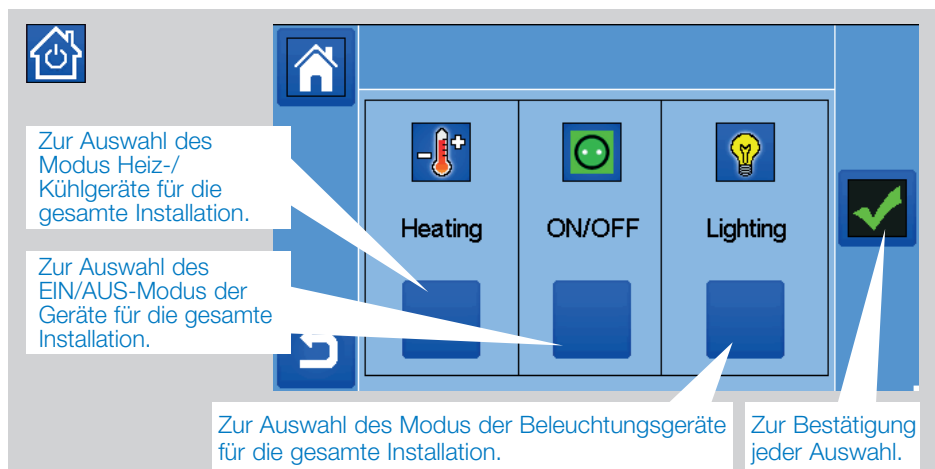 Zur Auswahl des
Modus Heiz-/
Kühlgeräte für die
gesamte Installation.
Heating
ON/OFF
Lighting
Zur Auswahl des
EIN/AUS-Modus der
Geräte für die gesamte
Installation.
Zur Auswahl des Modus der Beleuchtungsgeräte
für die gesamte Installation.
Zur Bestätigung
jeder Auswahl.